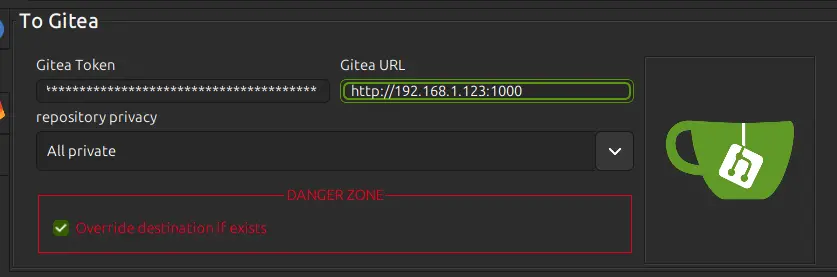 To Gitea
Gitea Token
Gitea URL
***************************************
http://192.168.1.123:1000
repository privacy
All private
DANGER ZONE
Override destination if exists